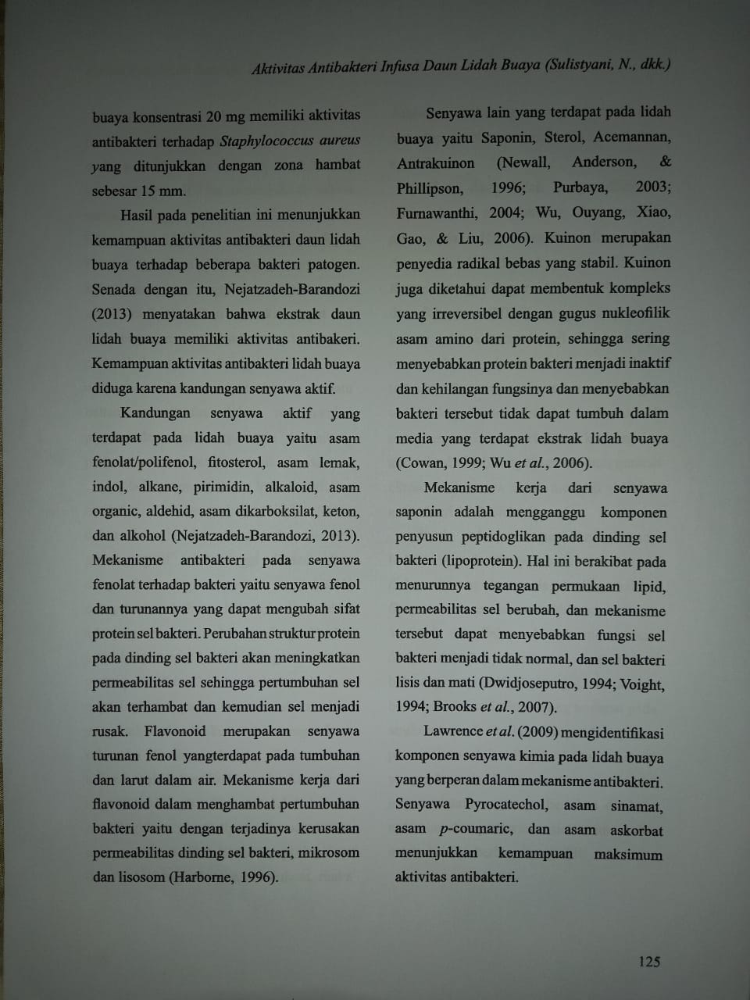 Aktivitas Antibakteri Infusa Daun Lidah Buaya (Sulistyani, N., dkk.)
buaya konsentrasi 20 mg memiliki aktivitas
antibakteri terhadap Staphylococcus aureus
yang ditunjukkan dengan zona hambat
sebesar 15 mm.
Hasil pada penelitian ini menunjukkan
kemampuan aktivitas antibakteri daun lidah
buaya terhadap beberapa bakteri patogen.
Senada dengan itu, Nejatzadeh-Barandozi
(2013) menyatakan bahwa ekstrak daun
lidah buaya memiliki aktivitas antibakeri.
Kemampuan aktivitas antibakteri lidah buaya
diduga karena kandungan senyawa aktif.
Kandungan senyawa aktif yang
terdapat pada lidah buaya yaitu asam
fenolat/polifenol, fitosterol, asam lemak,
indol, alkane, pirimidin, alkaloid, asam
organic, aldehid, asam dikarboksilat, keton,
dan alkohol (Nejatzadeh-Barandozi, 2013).
Mekanisme antibakteri pada senyawa
fenolat terhadap bakteri yaitu senyawa fenol
dan turunannya yang dapat mengubah sifat
protein sel bakteri. Perubahan struktur protein
pada dinding sel bakteri akan meningkatkan
permeabilitas sel sehingga pertumbuhan sel
akan terhambat dan kemudian sel menjadi
rusak. Flavonoid merupakan senyawa
turunan fenol yangterdapat pada tumbuhan
dan larut dalam air. Mekanisme kerja dari
flavonoid dalam menghambat pertumbuhan
bakteri yaitu dengan terjadinya kerusakan
permeabilitas dinding sel bakteri, mikrosom
dan lisosom (Harborne, 1996).
Senyawa lain yang terdapat pada lidah
buaya yaitu Saponin, Sterol, Acemannan,
Antrakuinon (Newall, Anderson, &
Phillipson, 1996; Purbaya, 2003;
Furnawanthi, 2004; Wu, Ouyang, Xiao,
Gao, & Liu, 2006). Kuinon merupakan
penyedia radikal bebas yang stabil. Kuinon
juga diketahui dapat membentuk kompleks
yang irreversibel dengan gugus nukleofilik
asam amino dari protein, sehingga sering
menyebabkan protein bakteri menjadi inaktif
dan kehilangan fungsinya dan menyebabkan
bakteri tersebut tidak dapat tumbuh dalam
media yang terdapat ekstrak lidah buaya
(Cowan, 1999; Wu et al., 2006).
Mekanisme kerja dari senyawa
saponin adalah mengganggu komponen
penyusun peptidoglikan pada dinding sel
bakteri (lipoprotein). Hal ini berakibat pada
menurunnya tegangan permukaan lipid,
permeabilitas sel berubah, dan mekanisme
tersebut dapat menyebabkan fungsi sel
bakteri menjadi tidak normal, dan sel bakteri
lisis dan mati (Dwidjoseputro, 1994; Voight,
1994; Brooks et al., 2007).
Lawrence et al. (2009) mengidentifikasi
komponen senyawa kimia pada lidah buaya
yang berperan dalam mekanisme antibakteri.
Senyawa Pyrocatechol, asam sinamat,
asam p-coumaric, dan asam askorbat
menunjukkan kemampuan maksimum
aktivitas antibakteri.
125